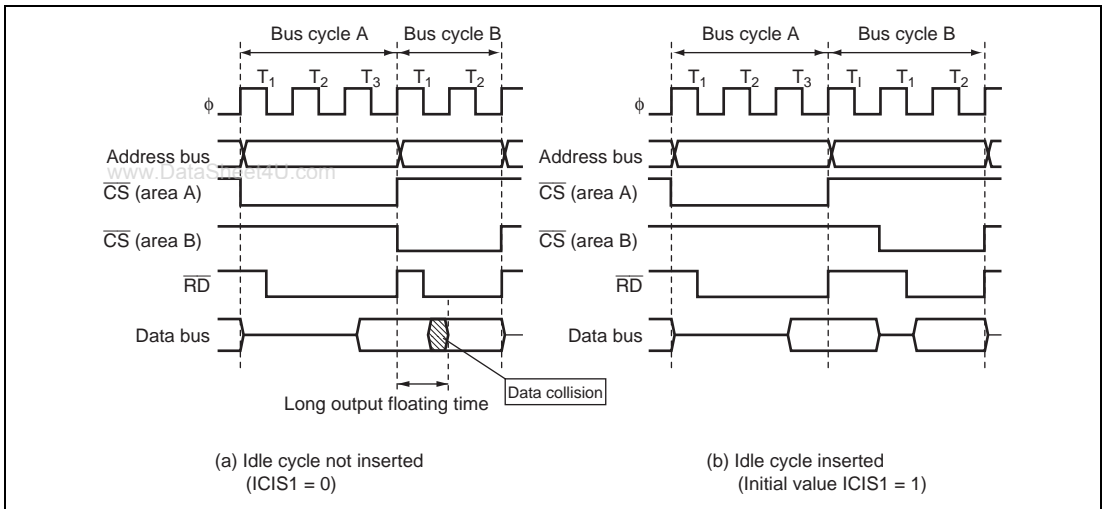 Bus cycle A Bus cycle B
T1 T2 T3 T1 T2
ϕ
Address bus
www.DataSheet4U.com
CS (area A)
CS (area B)
RD
Data bus
Data collision
Long output floating time
(a) Idle cycle not inserted
(ICIS1 = 0)
Bus cycle A Bus cycle B
T1 T2 T3 TI T1 T2
ϕ
Address bus
CS (area A)
CS (area B)
RD
Data bus
(b) Idle cycle inserted
(Initial value ICIS1 = 1)